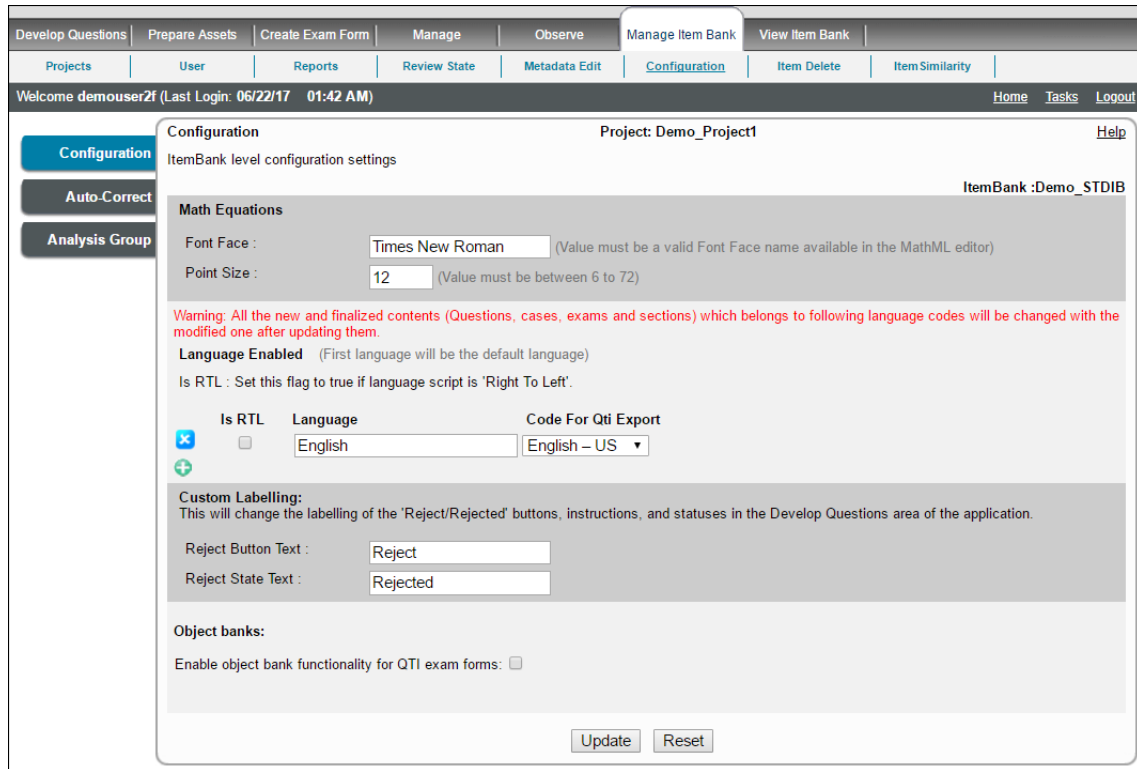 Develop Questions Prepare Assets Create Exam Form Manage Observe Manage Item Bank View Item Bank
Projects User Reports Review State Metadata Edit Configuration Item Delete Item Similarity
Welcome demouser2f (Last Login: 06/22/17 01:42 AM) Home Tasks Logout
Configuration
Auto-Correct
Analysis Group
Configuration Project: Demo_Project1 Help
ItemBank level configuration settings
ItemBank :Demo_STDIB
Math Equations
Font Face : Times New Roman (Value must be a valid Font Face name available in the MathML editor)
Point Size : 12 (Value must be between 6 to 72)
Warning: All the new and finalized contents (Questions, cases, exams and sections) which belongs to following language codes will be changed with the
modified one after updating them.
Language Enabled (First language will be the default language)
Is RTL : Set this flag to true if language script is 'Right To Left'.
Is RTL Language Code For Qti Export
English English – US
Custom Labelling:
This will change the labelling of the 'Reject/Rejected' buttons, instructions, and statuses in the Develop Questions area of the application.
Reject Button Text : Reject
Reject State Text : Rejected
Object banks:
Enable object bank functionality for QTI exam forms:
Update Reset